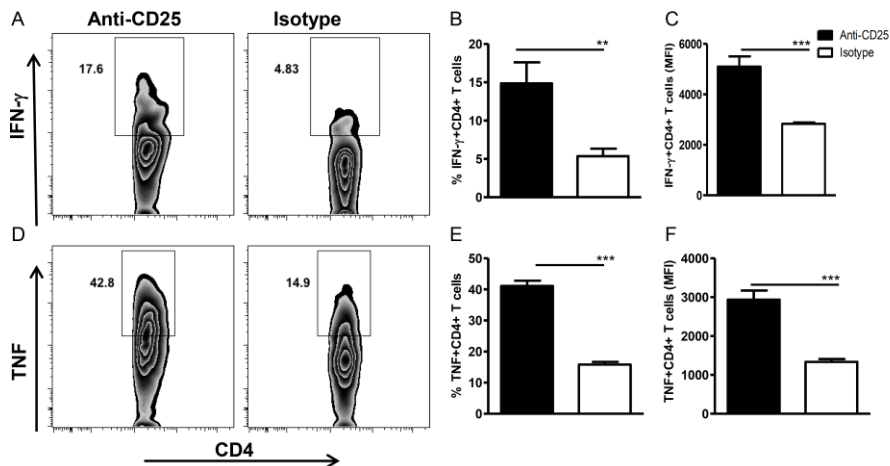 A
Anti-CD25
Isotype
IFN-γ
17.6
4.83
B
% IFN-γ+CD4+ T cells
20
15
10
5
0
**
C
Anti-CD25
Isotype
IFN-γ+CD4+ T cells (MFI)
6000
4000
2000
0
***
D
TNF
42.8
14.9
CD4
E
% TNF+CD4+ T cells
50
40
30
20
10
0
***
F
TNF+CD4+ T cells (MFI)
4000
3000
2000
1000
0
***